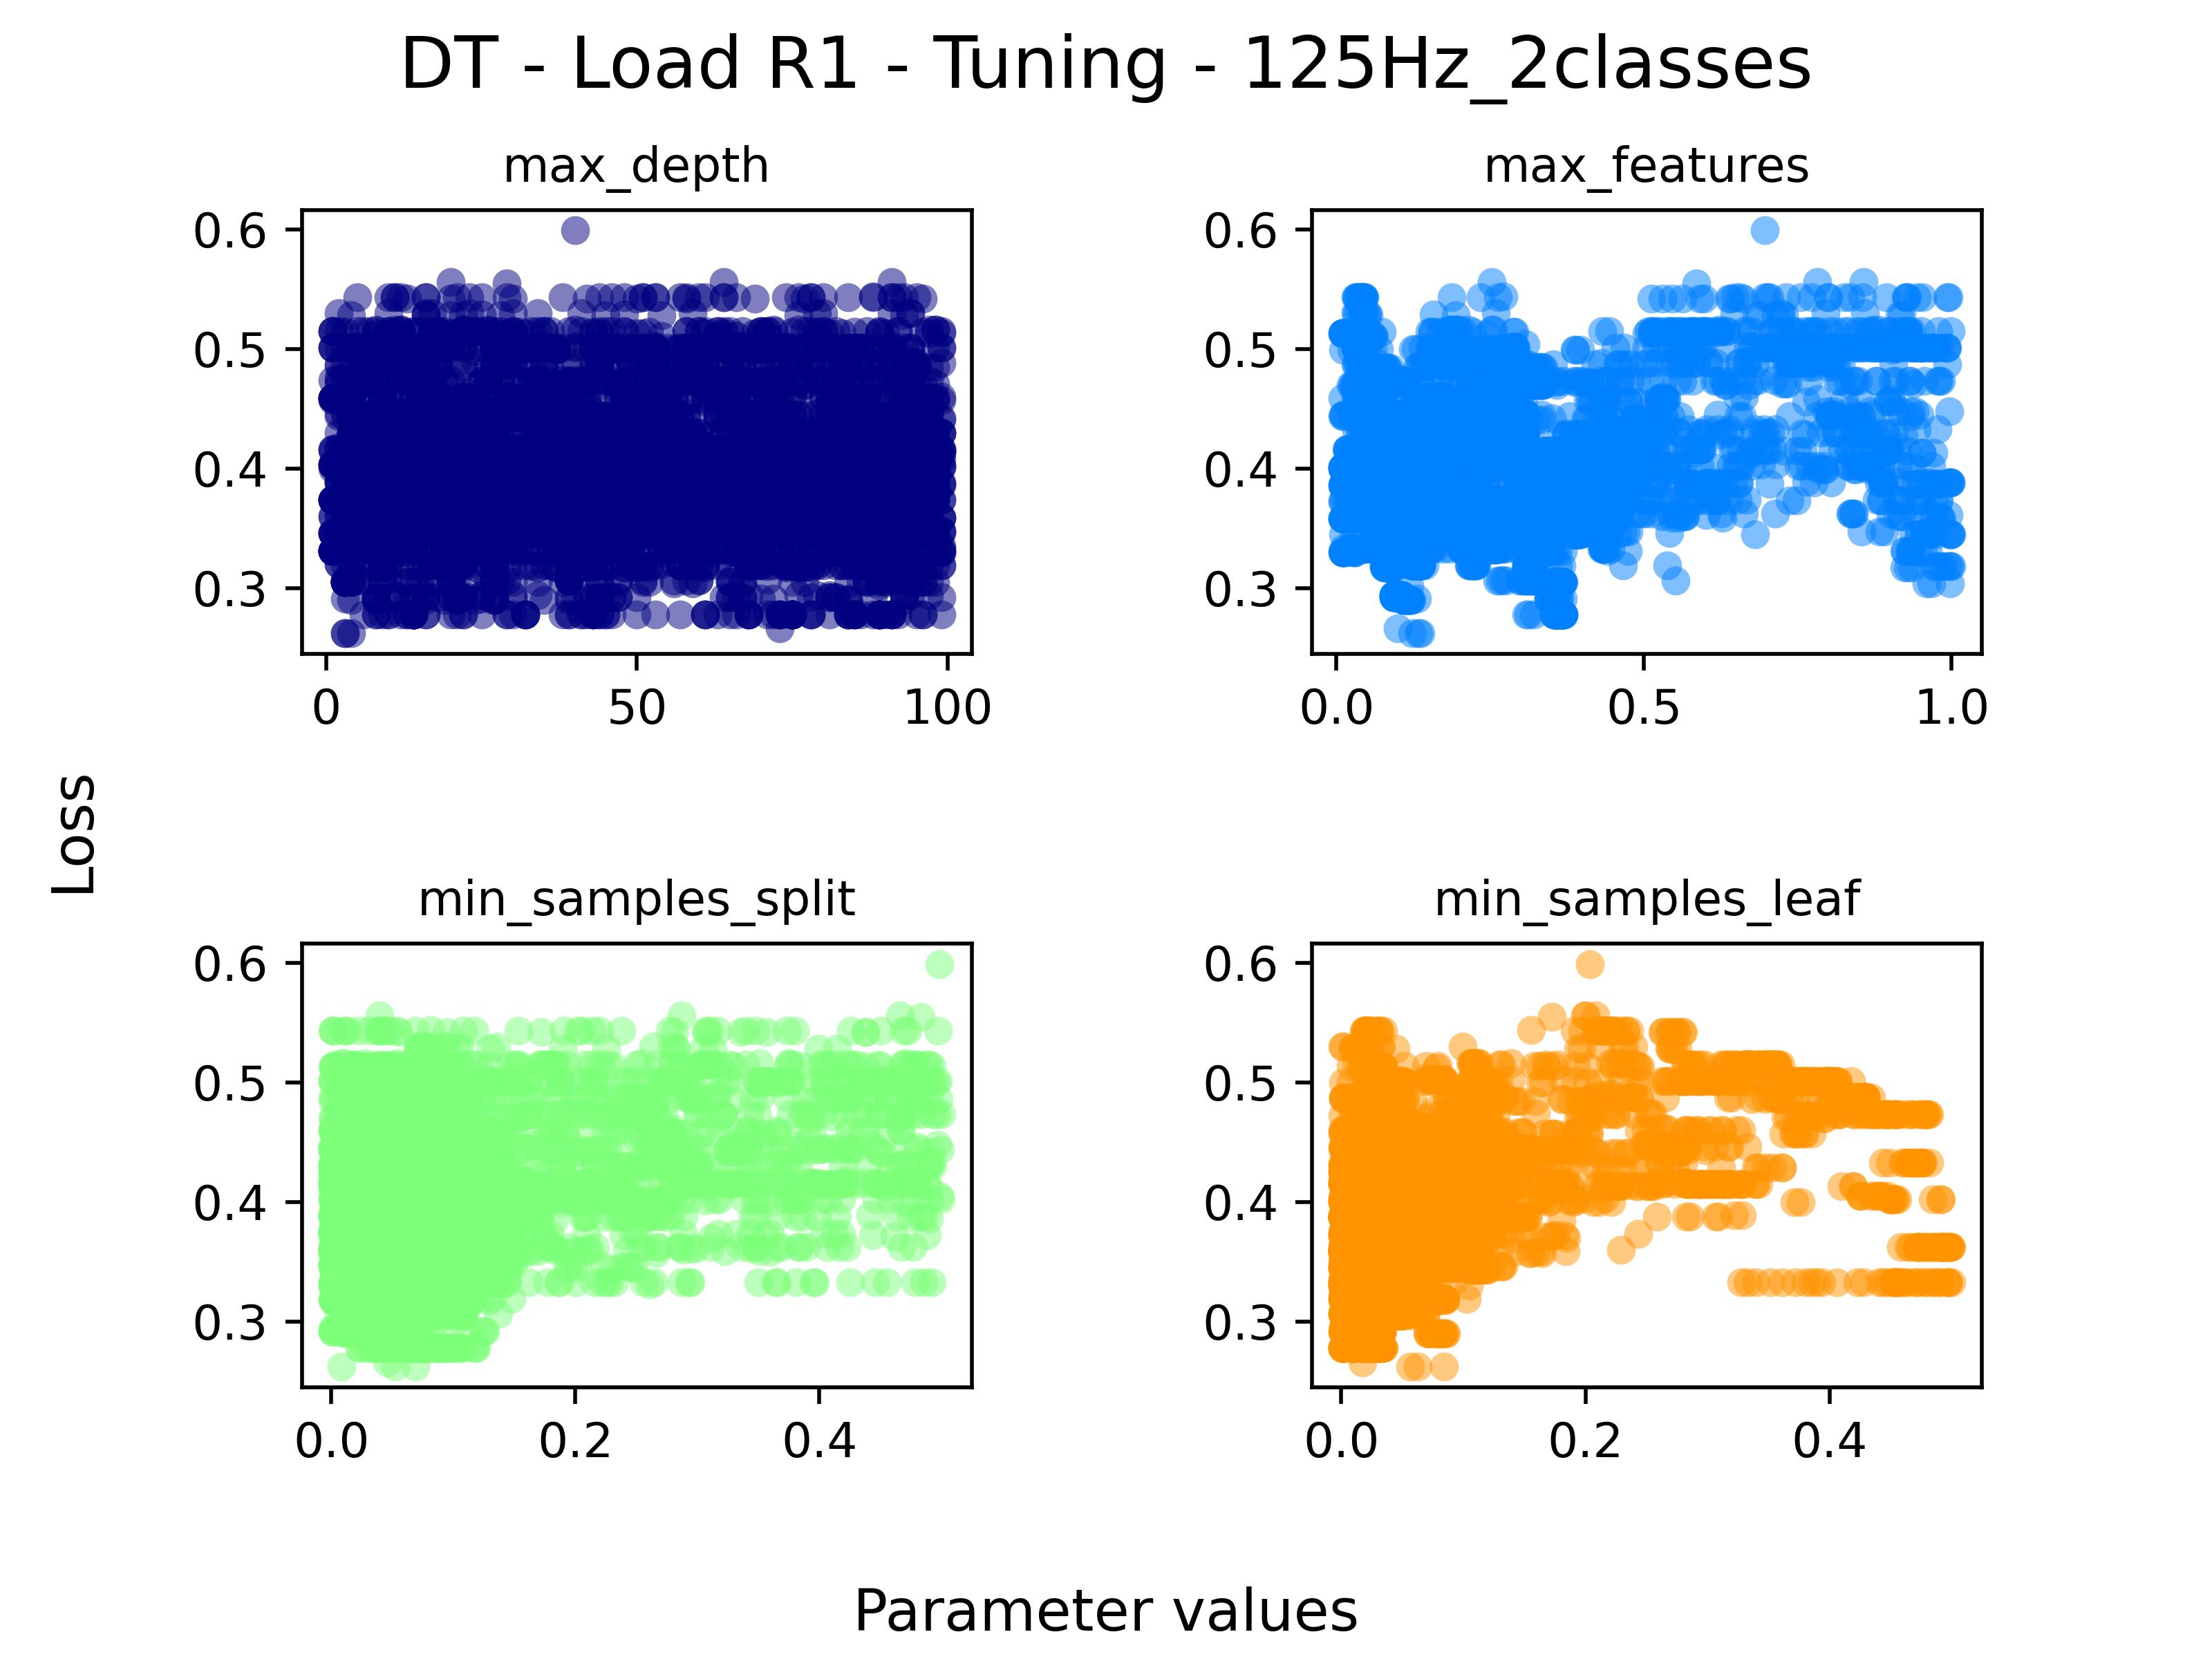 DT - Load R1 - Tuning - 125Hz_2classes
max_depth
0.6
0.5
0.4
0.3
0 50 100
max_features
0.6
0.5
0.4
0.3
0.0 0.5 1.0
Loss
min_samples_split
0.6
0.5
0.4
0.3
0.0 0.2 0.4
min_samples_leaf
0.6
0.5
0.4
0.3
0.0 0.2 0.4
Parameter values